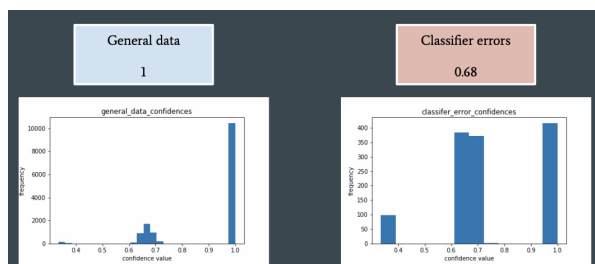 General data
1
Classifier errors
0.68
general_data_confidences
10000
8000
6000
4000
2000
0
frequency
0.4 0.5 0.6 0.7 0.8 0.9 1.0
confidence value
classifer_error_confidences
400
350
300
250
200
150
100
50
0
frequency
0.4 0.5 0.6 0.7 0.8 0.9 1.0
confidence value